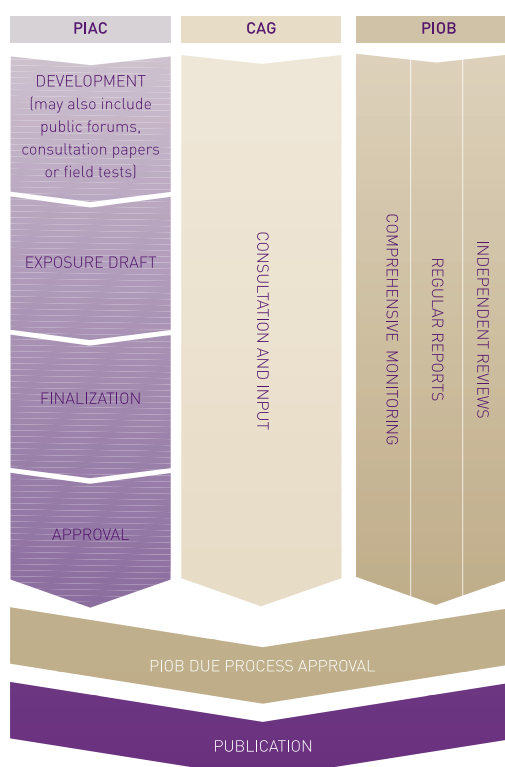 PIAC
CAG
PIOB
DEVELOPMENT
(may also include
public forums,
consultation papers
or field tests)
EXPOSURE DRAFT
FINALIZATION
APPROVAL
CONSULTATION AND INPUT
COMPREHENSIVE MONITORING
REGULAR REPORTS
INDEPENDENT REVIEWS
PIOB DUE PROCESS APPROVAL
PUBLICATION